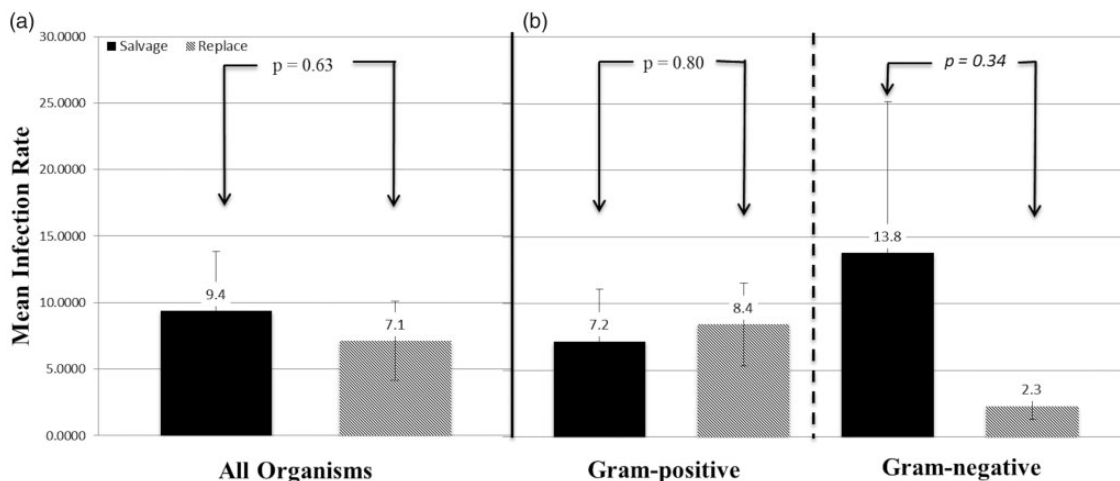 (a)
(b)
30.0000
25.0000
20.0000
15.0000
10.0000
5.0000
0.0000
Mean Infection Rate
Salvage Replace
p = 0.63
p = 0.80
p = 0.34
9.4
7.1
7.2
8.4
13.8
2.3
All Organisms
Gram-positive
Gram-negative